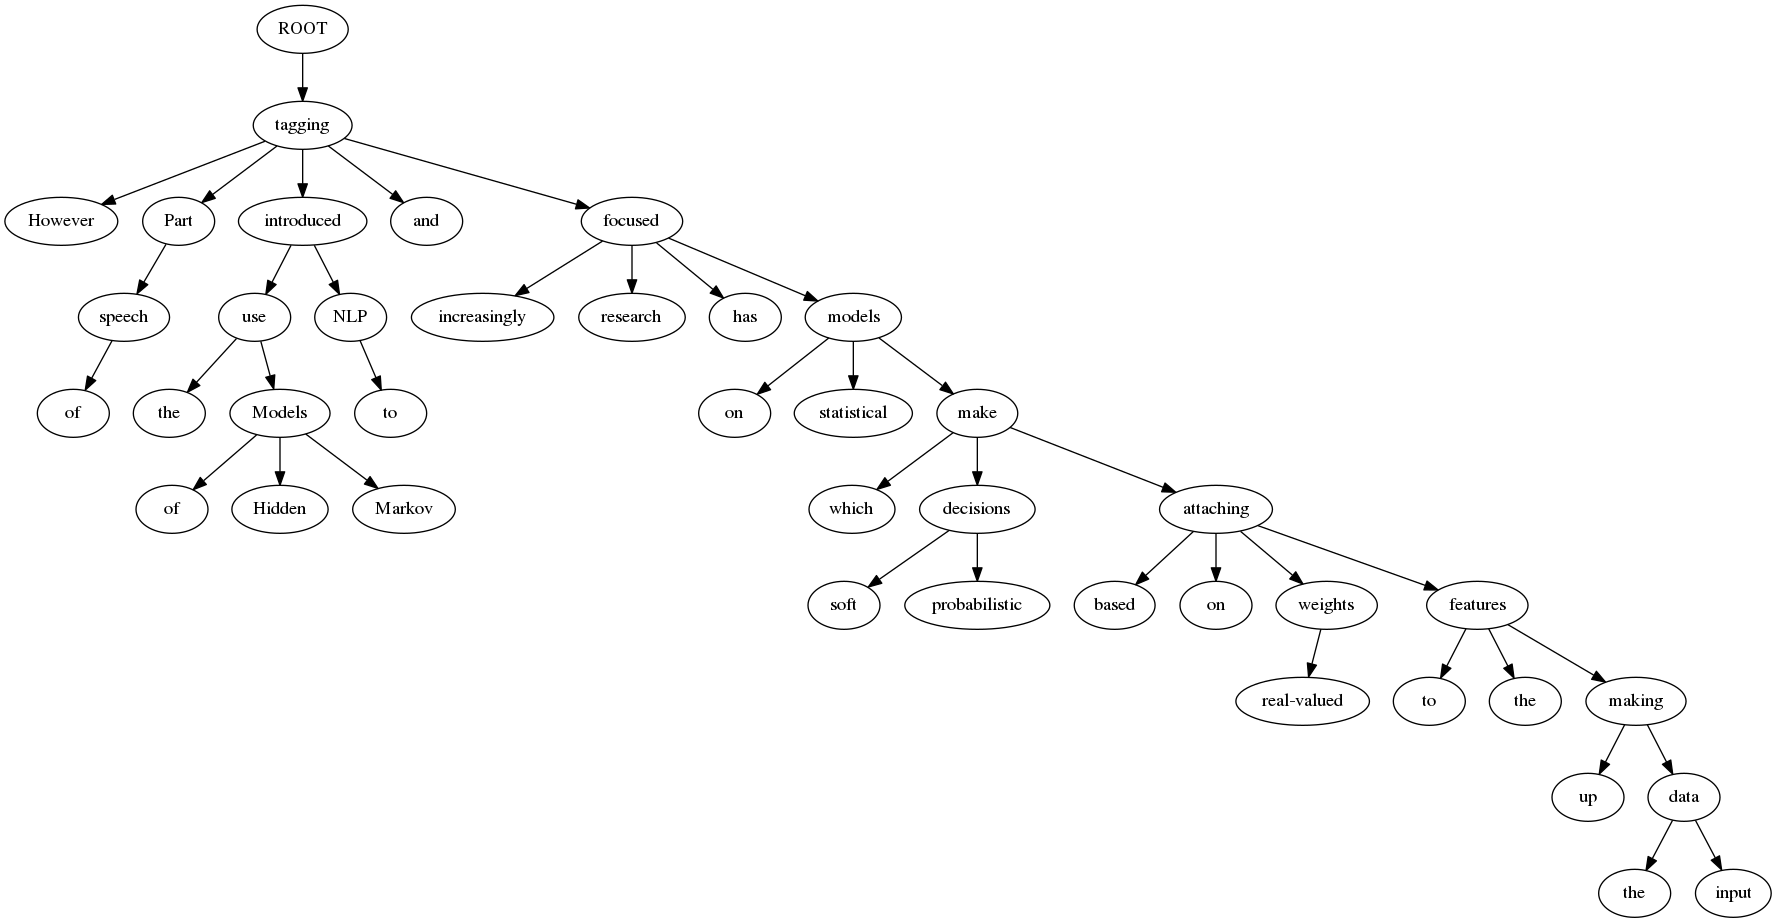 ROOT
tagging
However Part introduced and focused
speech use NLP increasingly research has models
of the Models to on statistical make
of Hidden Markov which decisions attaching
soft probabilistic based on weights features
real-valued to the making
up data
the input